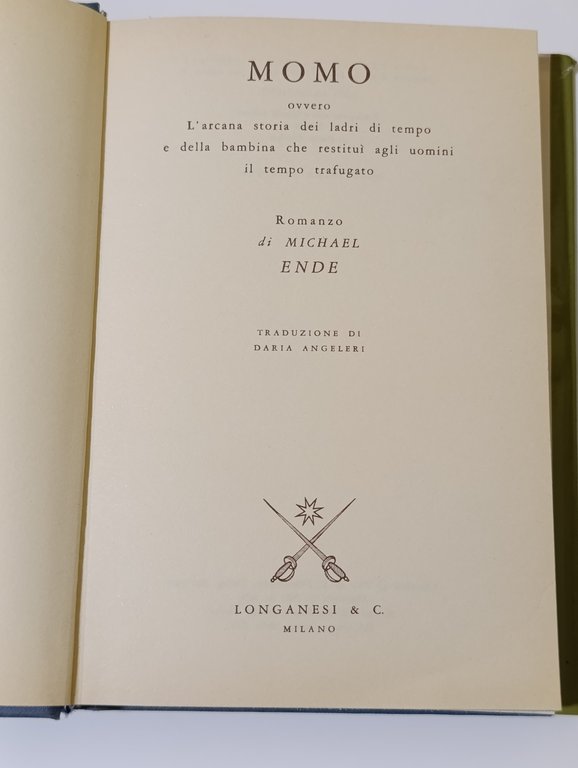 MOMO
ovvero
L'arcana storia dei ladri di tempo
e della bambina che restituì agli uomini
il tempo trafugato
Romanzo
di MICHAEL
ENDE
TRADUZIONE DI
DARIA ANGELERI
LONGANESI & C.
MILANO